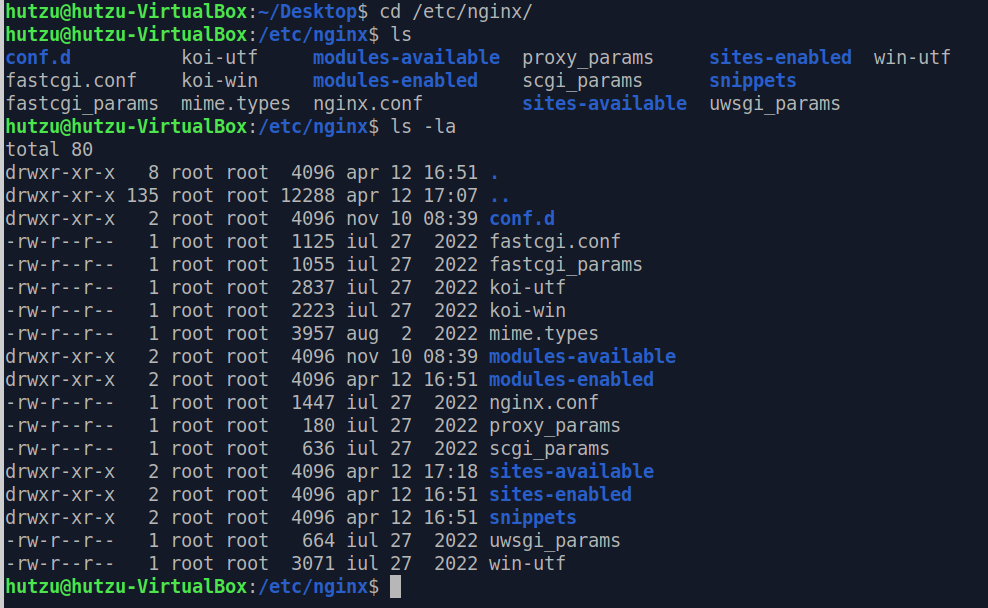 hutzu@hutzu-VirtualBox:~/Desktop$ cd /etc/nginx/
hutzu@hutzu-VirtualBox:/etc/nginx$ ls
conf.d          koi-utf     modules-available  proxy_params     sites-enabled  win-utf
fastcgi.conf    koi-win     modules-enabled    scgi_params      snippets
fastcgi_params  mime.types  nginx.conf         sites-available  uwsgi_params
hutzu@hutzu-VirtualBox:/etc/nginx$ ls -la
total 80
drwxr-xr-x   8 root root  4096 apr 12 16:51 .
drwxr-xr-x 135 root root 12288 apr 12 17:07 ..
drwxr-xr-x   2 root root  4096 nov 10 08:39 conf.d
-rw-r--r--   1 root root  1125 iul 27  2022 fastcgi.conf
-rw-r--r--   1 root root  1055 iul 27  2022 fastcgi_params
-rw-r--r--   1 root root  2837 iul 27  2022 koi-utf
-rw-r--r--   1 root root  2223 iul 27  2022 koi-win
-rw-r--r--   1 root root  3957 aug  2  2022 mime.types
drwxr-xr-x   2 root root  4096 nov 10 08:39 modules-available
drwxr-xr-x   2 root root  4096 apr 12 16:51 modules-enabled
-rw-r--r--   1 root root  1447 iul 27  2022 nginx.conf
-rw-r--r--   1 root root   180 iul 27  2022 proxy_params
-rw-r--r--   1 root root   636 iul 27  2022 scgi_params
drwxr-xr-x   2 root root  4096 apr 12 17:18 sites-available
drwxr-xr-x   2 root root  4096 apr 12 16:51 sites-enabled
drwxr-xr-x   2 root root  4096 apr 12 16:51 snippets
-rw-r--r--   1 root root   664 iul 27  2022 uwsgi_params
-rw-r--r--   1 root root  3071 iul 27  2022 win-utf
hutzu@hutzu-VirtualBox:/etc/nginx$